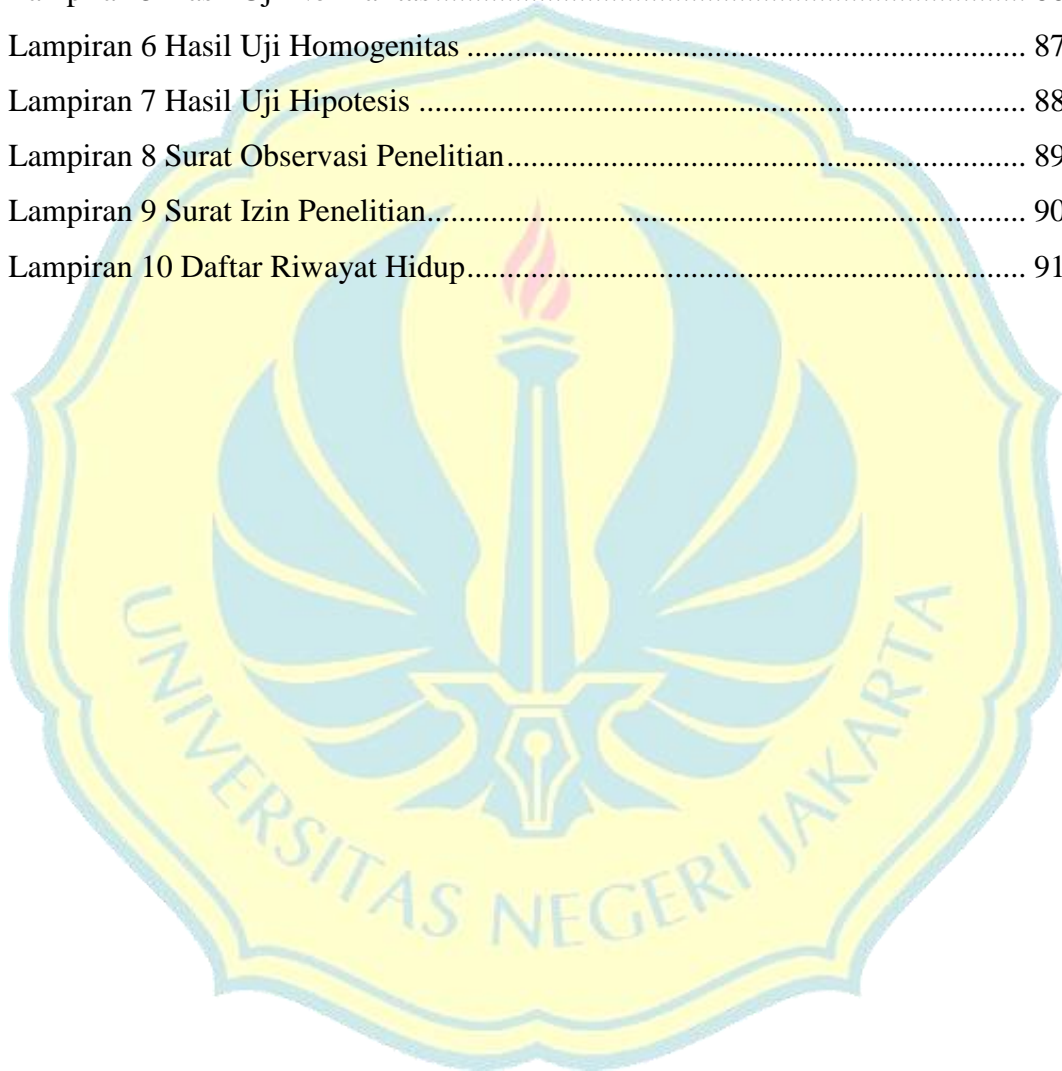 Lampiran 6 Hasil Uji Homogenitas ........................................................................ 87
Lampiran 7 Hasil Uji Hipotesis .............................................................................. 88
Lampiran 8 Surat Observasi Penelitian................................................................... 89
Lampiran 9 Surat Izin Penelitian............................................................................. 90
Lampiran 10 Daftar Riwayat Hidup........................................................................ 91
UNIVERSITAS NEGERI JAKARTA